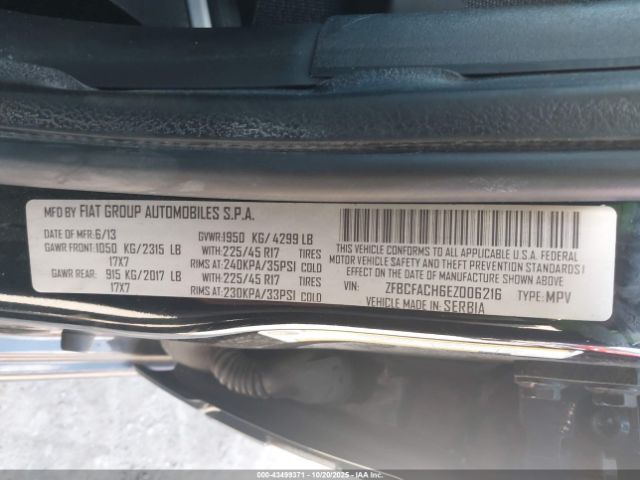 MFD BY FIAT GROUP AUTOMOBILES S.P.A.
DATE OF MFR: 6/13 GVWR: 1950 KG/ 4299 LB
GAWR FRONT: 1050 KG/2315 LB WITH 225/45 R17 TIRES
17X7 RIMS AT: 240KPA/35PSI COLD
GAWR REAR: 915 KG/2017 LB WITH 225/45 R17 TIRES
17X7 RIMS AT: 230KPA/33PSI COLD
THIS VEHICLE CONFORMS TO ALL APPLICABLE U.S.A. FEDERAL
MOTOR VEHICLE SAFETY, BUMPER AND THEFT PREVENTION STANDARDS I
EFFECT ON THE DATE OF MANUFACTURE SHOWN ABOVE
VIN: ZFBCFACH6EZ006216 TYPE: MPV
VEHICLE MADE IN SERBIA
000-43499371 - 10/20/2025 - COPYRIGHT IAA, LLC.